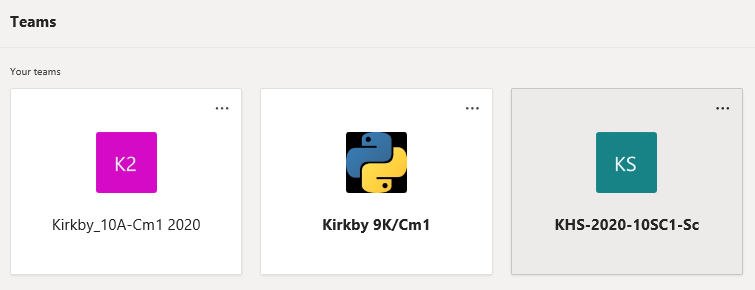 Teams
Your teams
K2
KS
Kirkby_10A-Cm1 2020
Kirkby 9K/Cm1
KHS-2020-10SC1-Sc